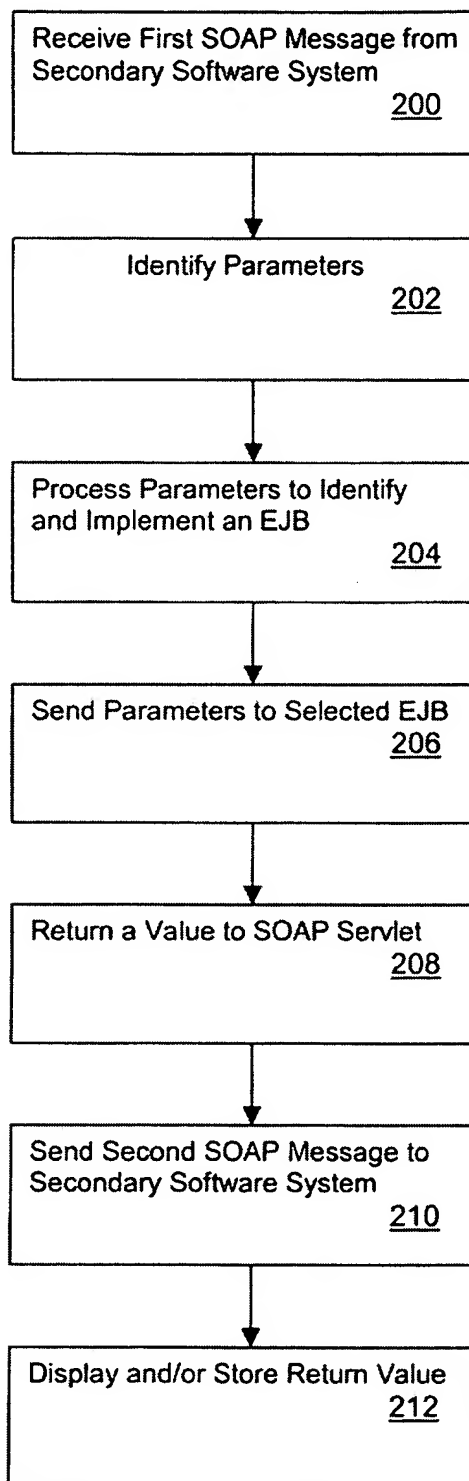 Receive First SOAP Message from
Secondary Software System
200
Identify Parameters
202
Process Parameters to Identify
and Implement an EJB
204
Send Parameters to Selected EJB
206
Return a Value to SOAP Servlet
208
Send Second SOAP Message to
Secondary Software System
210
Display and/or Store Return Value
212